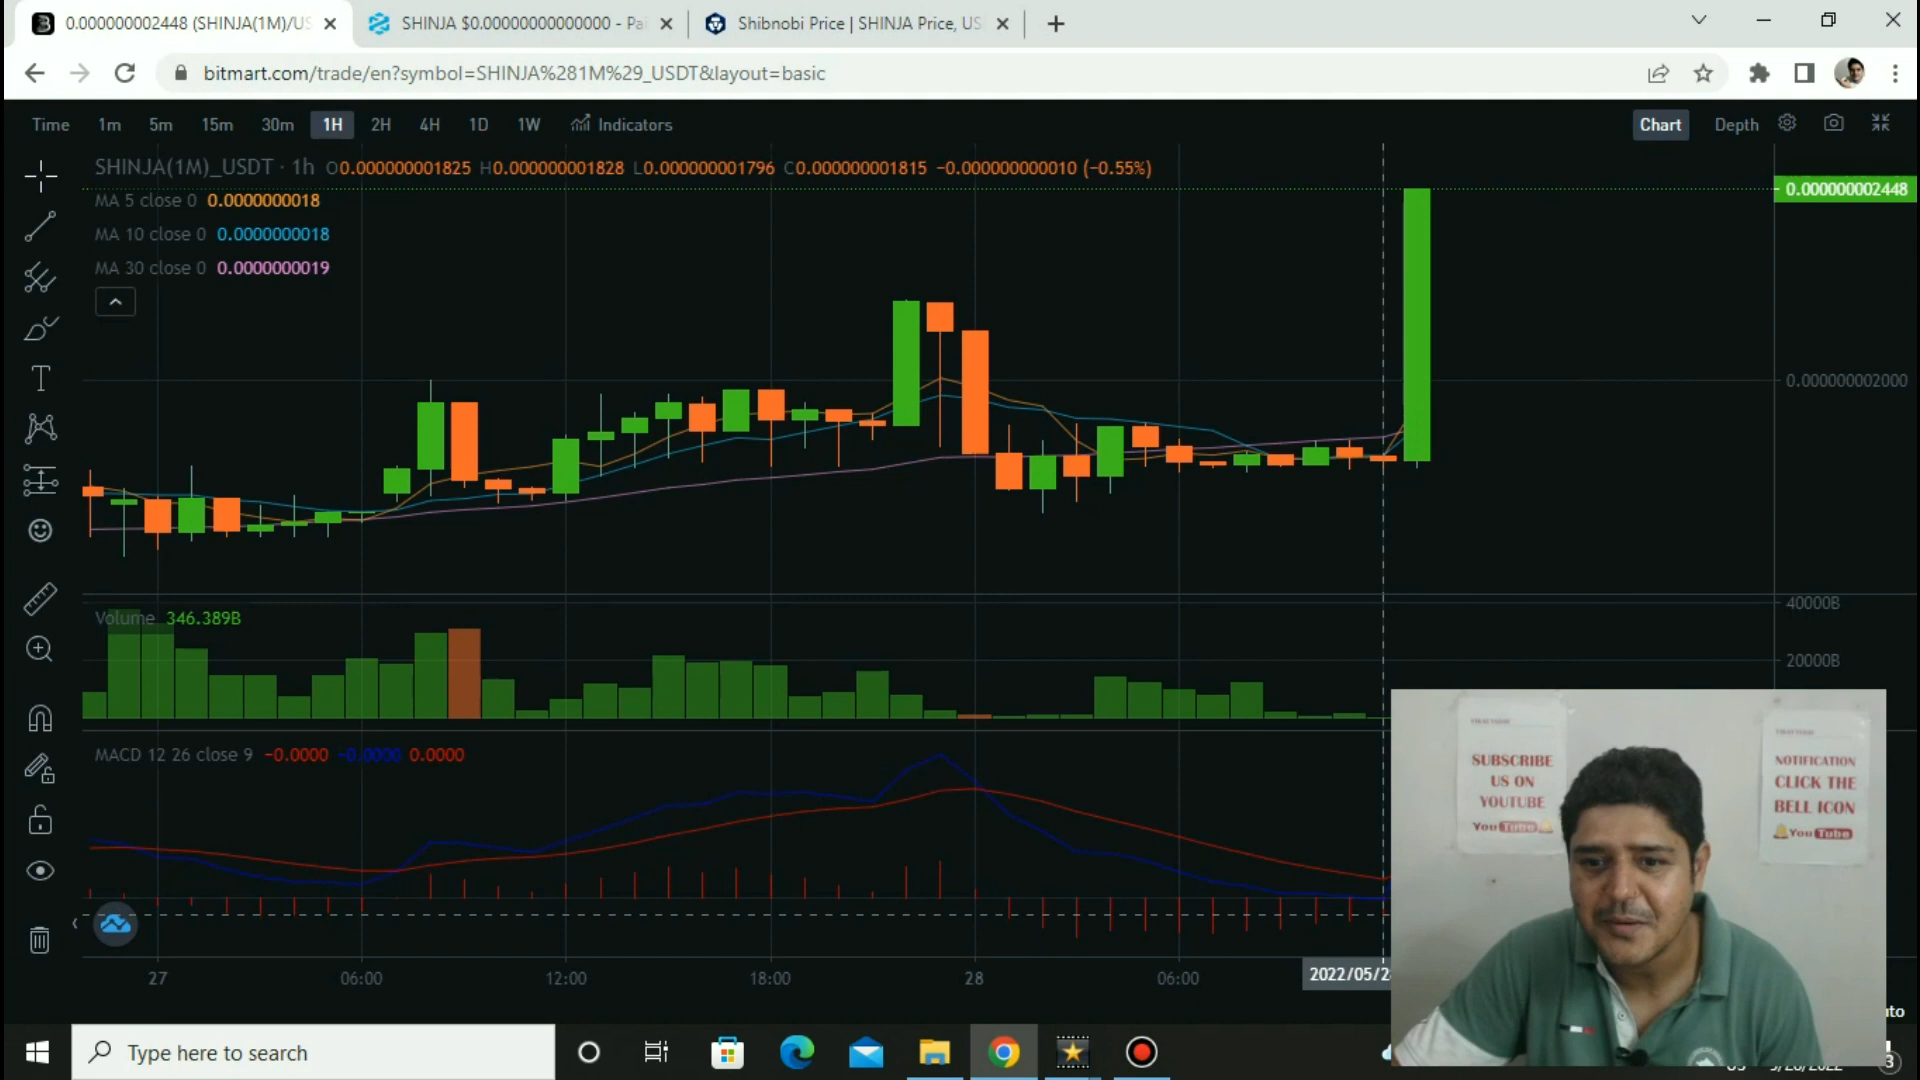 0.000000002448 (SHINJA(1M)/US
SHINJA $0.00000000000000 - Pai
Shibnobi Price | SHINJA Price, US
bitmart.com/trade/en?symbol=SHINJA%281M%29_USDT&layout=basic
Time 1m 5m 15m 30m 1H 2H 4H 1D 1W Indicators
Chart Depth
SHINJA(1M)_USDT · 1h O0.000000001825 H0.000000001828 L0.000000001796 C0.000000001815 −0.000000000010 (−0.55%)
0.000000002448
MA 5 close 0 0.0000000018
MA 10 close 0 0.0000000018
MA 30 close 0 0.0000000019
0.000000002000
Volume 346.389B
40000B
20000B
MACD 12 26 close 9 −0.0000 −0.0000 0.0000
SUBSCRIBE
US ON
YOUTUBE
YouTube
NOTIFICATION
CLICK THE
BELL ICON
YouTube
27 06:00 12:00 18:00 28 06:00 2022/05/2
Type here to search